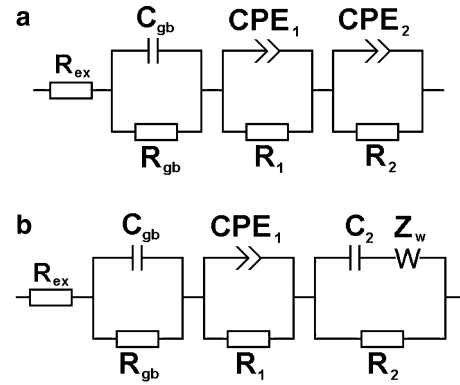 a
C_gb CPE_1 CPE_2
R_ex
R_gb R_1 R_2
b
C_gb CPE_1 C_2 Z_w
R_ex
W
R_gb R_1 R_2